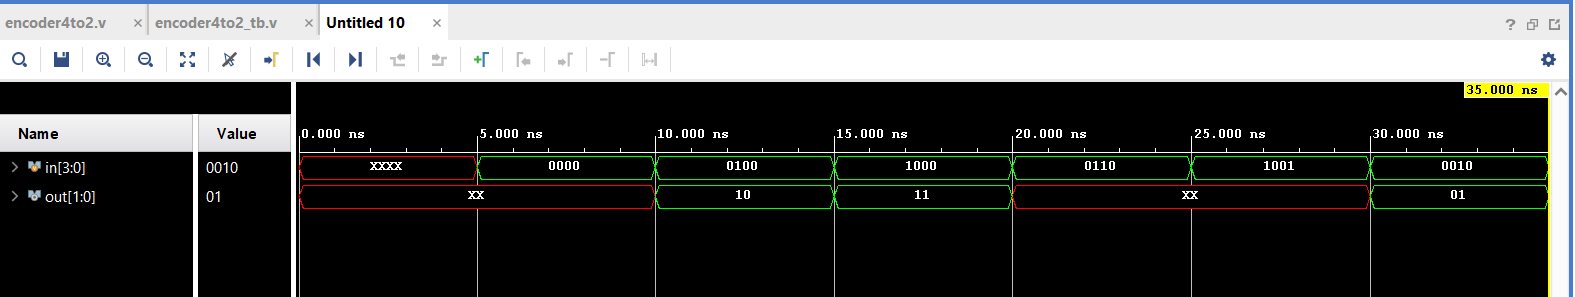 encoder4to2.v × encoder4to2_tb.v × Untitled 10 ×
?
35.000 ns
Name Value 0.000 ns 5.000 ns 10.000 ns 15.000 ns 20.000 ns 25.000 ns 30.000 ns
in[3:0] 0010 XXXX 0000 0100 1000 0110 1001 0010
out[1:0] 01 XX 10 11 XX 01